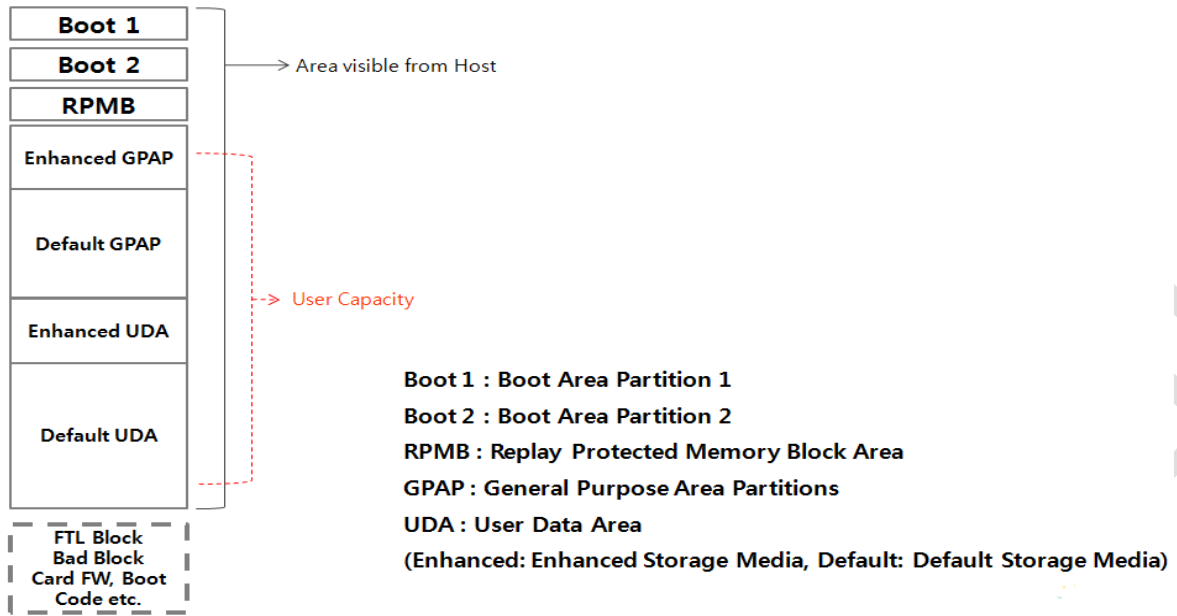 Boot 1
Boot 2
RPMB
Enhanced GPAP
Default GPAP
Enhanced UDA
Default UDA
FTL Block
Bad Block
Card FW, Boot
Code etc.
Area visible from Host
User Capacity
Boot 1 : Boot Area Partition 1
Boot 2 : Boot Area Partition 2
RPMB : Replay Protected Memory Block Area
GPAP : General Purpose Area Partitions
UDA : User Data Area
(Enhanced: Enhanced Storage Media, Default: Default Storage Media)